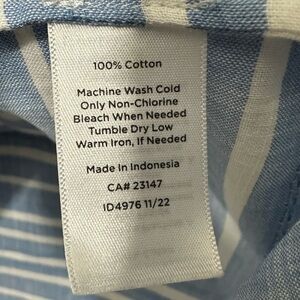 100% Cotton
Machine Wash Cold
Only Non-Chlorine
Bleach When Needed
Tumble Dry Low
Warm Iron, If Needed
Made in Indonesia
CA# 23147
ID4976 11/22